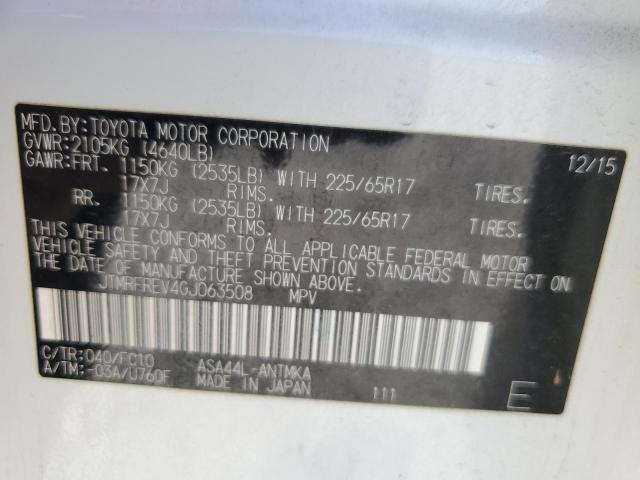 MFD.BY:TOYOTA MOTOR CORPORATION 12/15
GVWR:2105KG (4640LB)
GAWR:FRT. 1150KG (2535LB) WITH 225/65R17 TIRES.
17X7J RIMS.
RR. 1150KG (2535LB) WITH 225/65R17 TIRES.
17X7J RIMS.
THIS VEHICLE CONFORMS TO ALL APPLICABLE FEDERAL MOTOR
VEHICLE SAFETY AND THEFT PREVENTION STANDARDS IN EFFECT ON
THE DATE OF MANUFACTURE SHOWN ABOVE.
JTMRFREV4GJ063508 MPV
C/TR:040/FC10 ASA44L-ANTMKA
A/TM:-03A/U760F MADE IN JAPAN 111 E